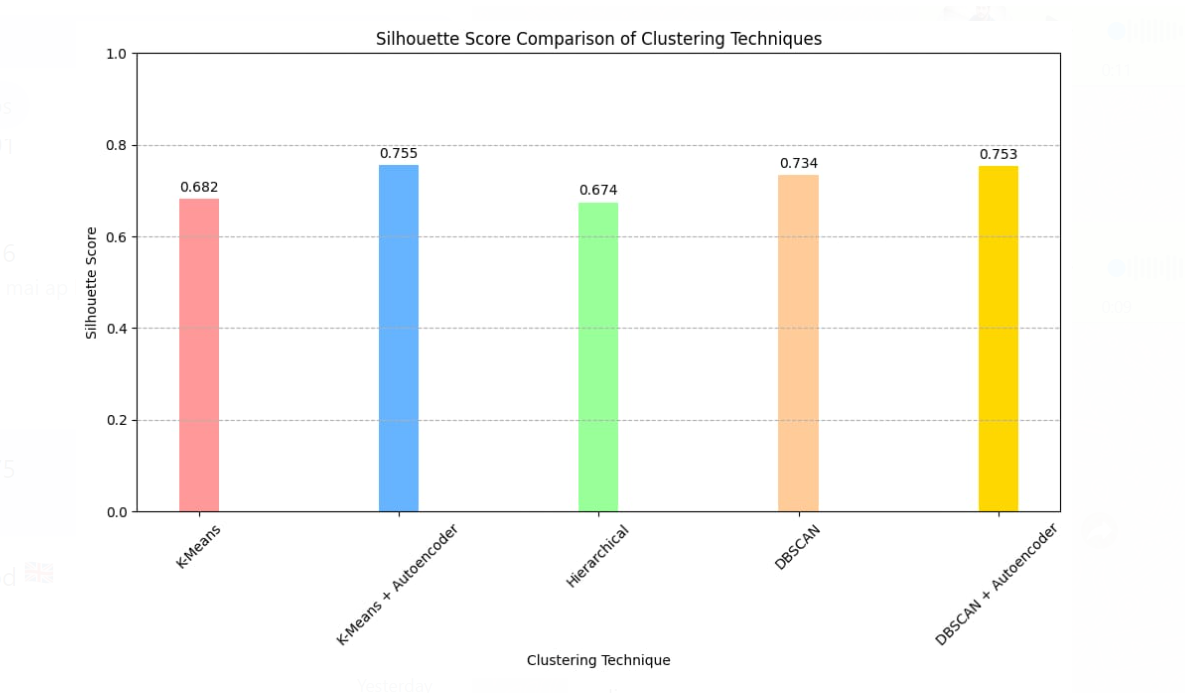 Silhouette Score Comparison of Clustering Techniques
1.0
0.8
0.6
0.4
0.2
0.0
Silhouette Score
0.682
0.755
0.674
0.734
0.753
K-Means
K-Means + Autoencoder
Hierarchical
DBSCAN
DBSCAN + Autoencoder
Clustering Technique
Yesterday